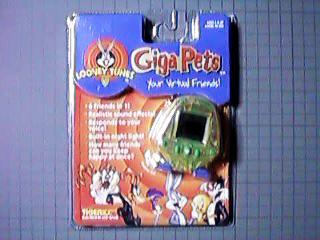 LOONEY TUNES
Giga Pets
Your Virtual Friends!
• 6 friends in 1!
• Realistic sound effects!
• Responds to your
voice!
• Built-in night light!
• How many friends
can you keep
happy at once?
TIGER